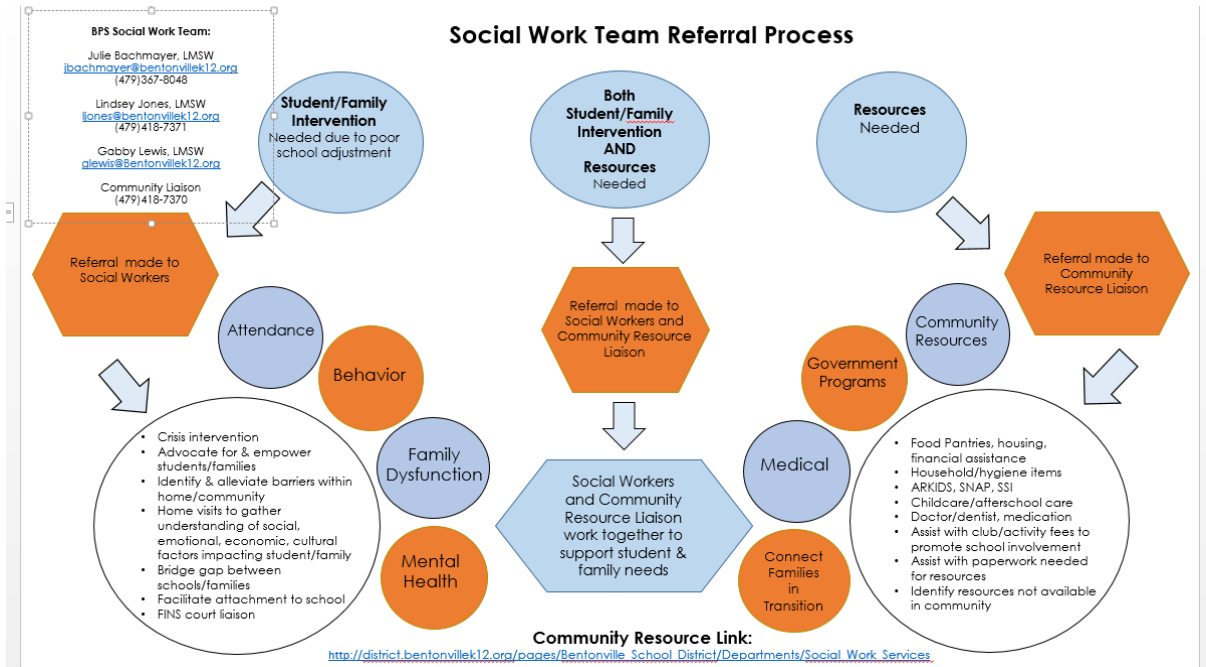 Social Work Team Referral Process
BPS Social Work Team:
Julie Bachmayer, LMSW
jbachmayer@bentonvillek12.org
(479)367-8048
Lindsey Jones, LMSW
ljones@bentonvillek12.org
(479)418-7371
Gabby Lewis, LMSW
glewis@Bentonvillek12.org
Community Liaison
(479)418-7370
Student/Family
Intervention
Needed due to poor
school adjustment
Both
Student/Family
Intervention
AND
Resources
Needed
Resources
Needed
Referral made to
Social Workers
Referral made to
Social Workers and
Community Resource
Liaison
Referral made to
Community
Resource Liaison
Attendance
Behavior
Family
Dysfunction
Mental
Health
Community
Resources
Government
Programs
Medical
Connect
Families
in
Transition
• Crisis intervention
• Advocate for & empower
students/families
• Identify & alleviate barriers within
home/community
• Home visits to gather
understanding of social,
emotional, economic, cultural
factors impacting student/family
• Bridge gap between
schools/families
• Facilitate attachment to school
• FINS court liaison
Social Workers
and Community
Resource Liaison
work together to
support student &
family needs
• Food Pantries, housing,
financial assistance
• Household/hygiene items
• ARKIDS, SNAP, SSI
• Childcare/afterschool care
• Doctor/dentist, medication
• Assist with club/activity fees to
promote school involvement
• Assist with paperwork needed
for resources
• Identify resources not available
in community
Community Resource Link:
http://district.bentonvillek12.org/pages/Bentonville_School_District/Departments/Social_Work_Services